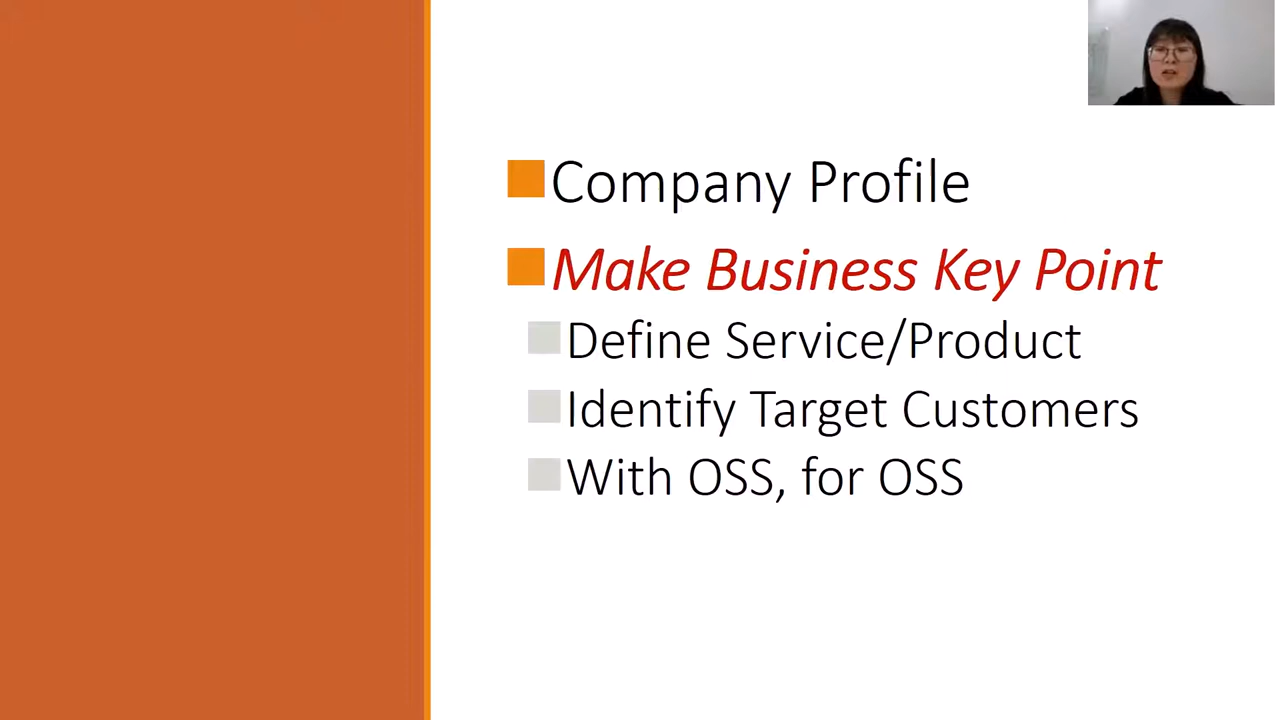 Company Profile
Make Business Key Point
Define Service/Product
Identify Target Customers
With OSS, for OSS